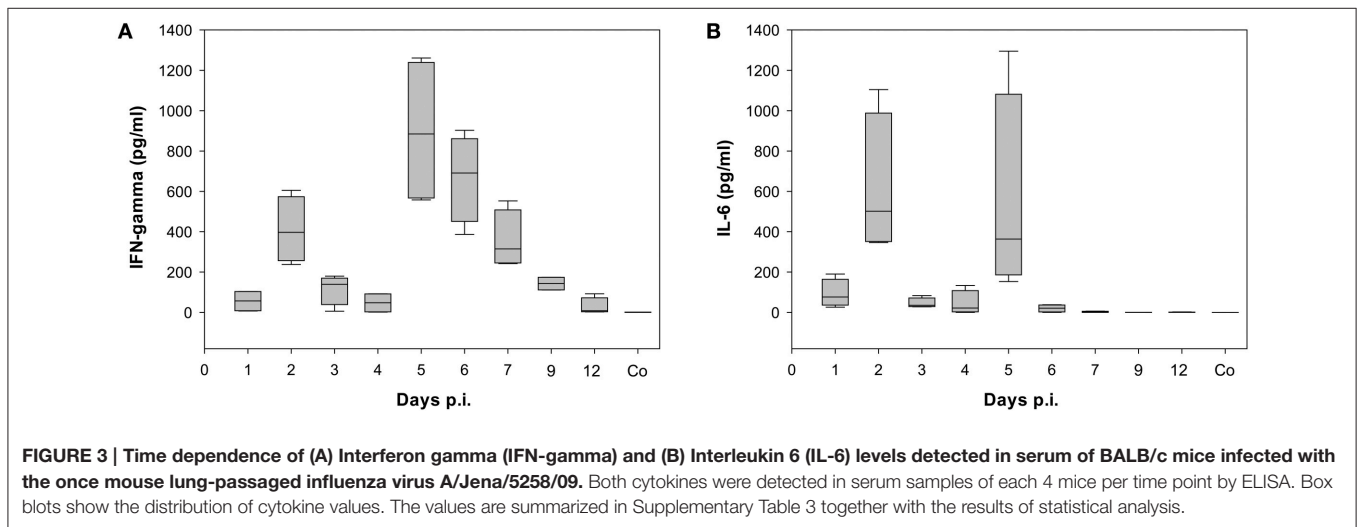 A
1400
1200
1000
800
600
400
200
0
IFN-gamma (pg/ml)
0 1 2 3 4 5 6 7 9 12 Co
Days p.i.
B
1400
1200
1000
800
600
400
200
0
IL-6 (pg/ml)
0 1 2 3 4 5 6 7 9 12 Co
Days p.i.
FIGURE 3 | Time dependence of (A) Interferon gamma (IFN-gamma) and (B) Interleukin 6 (IL-6) levels detected in serum of BALB/c mice infected with
the once mouse lung-passaged influenza virus A/Jena/5258/09. Both cytokines were detected in serum samples of each 4 mice per time point by ELISA. Box
blots show the distribution of cytokine values. The values are summarized in Supplementary Table 3 together with the results of statistical analysis.